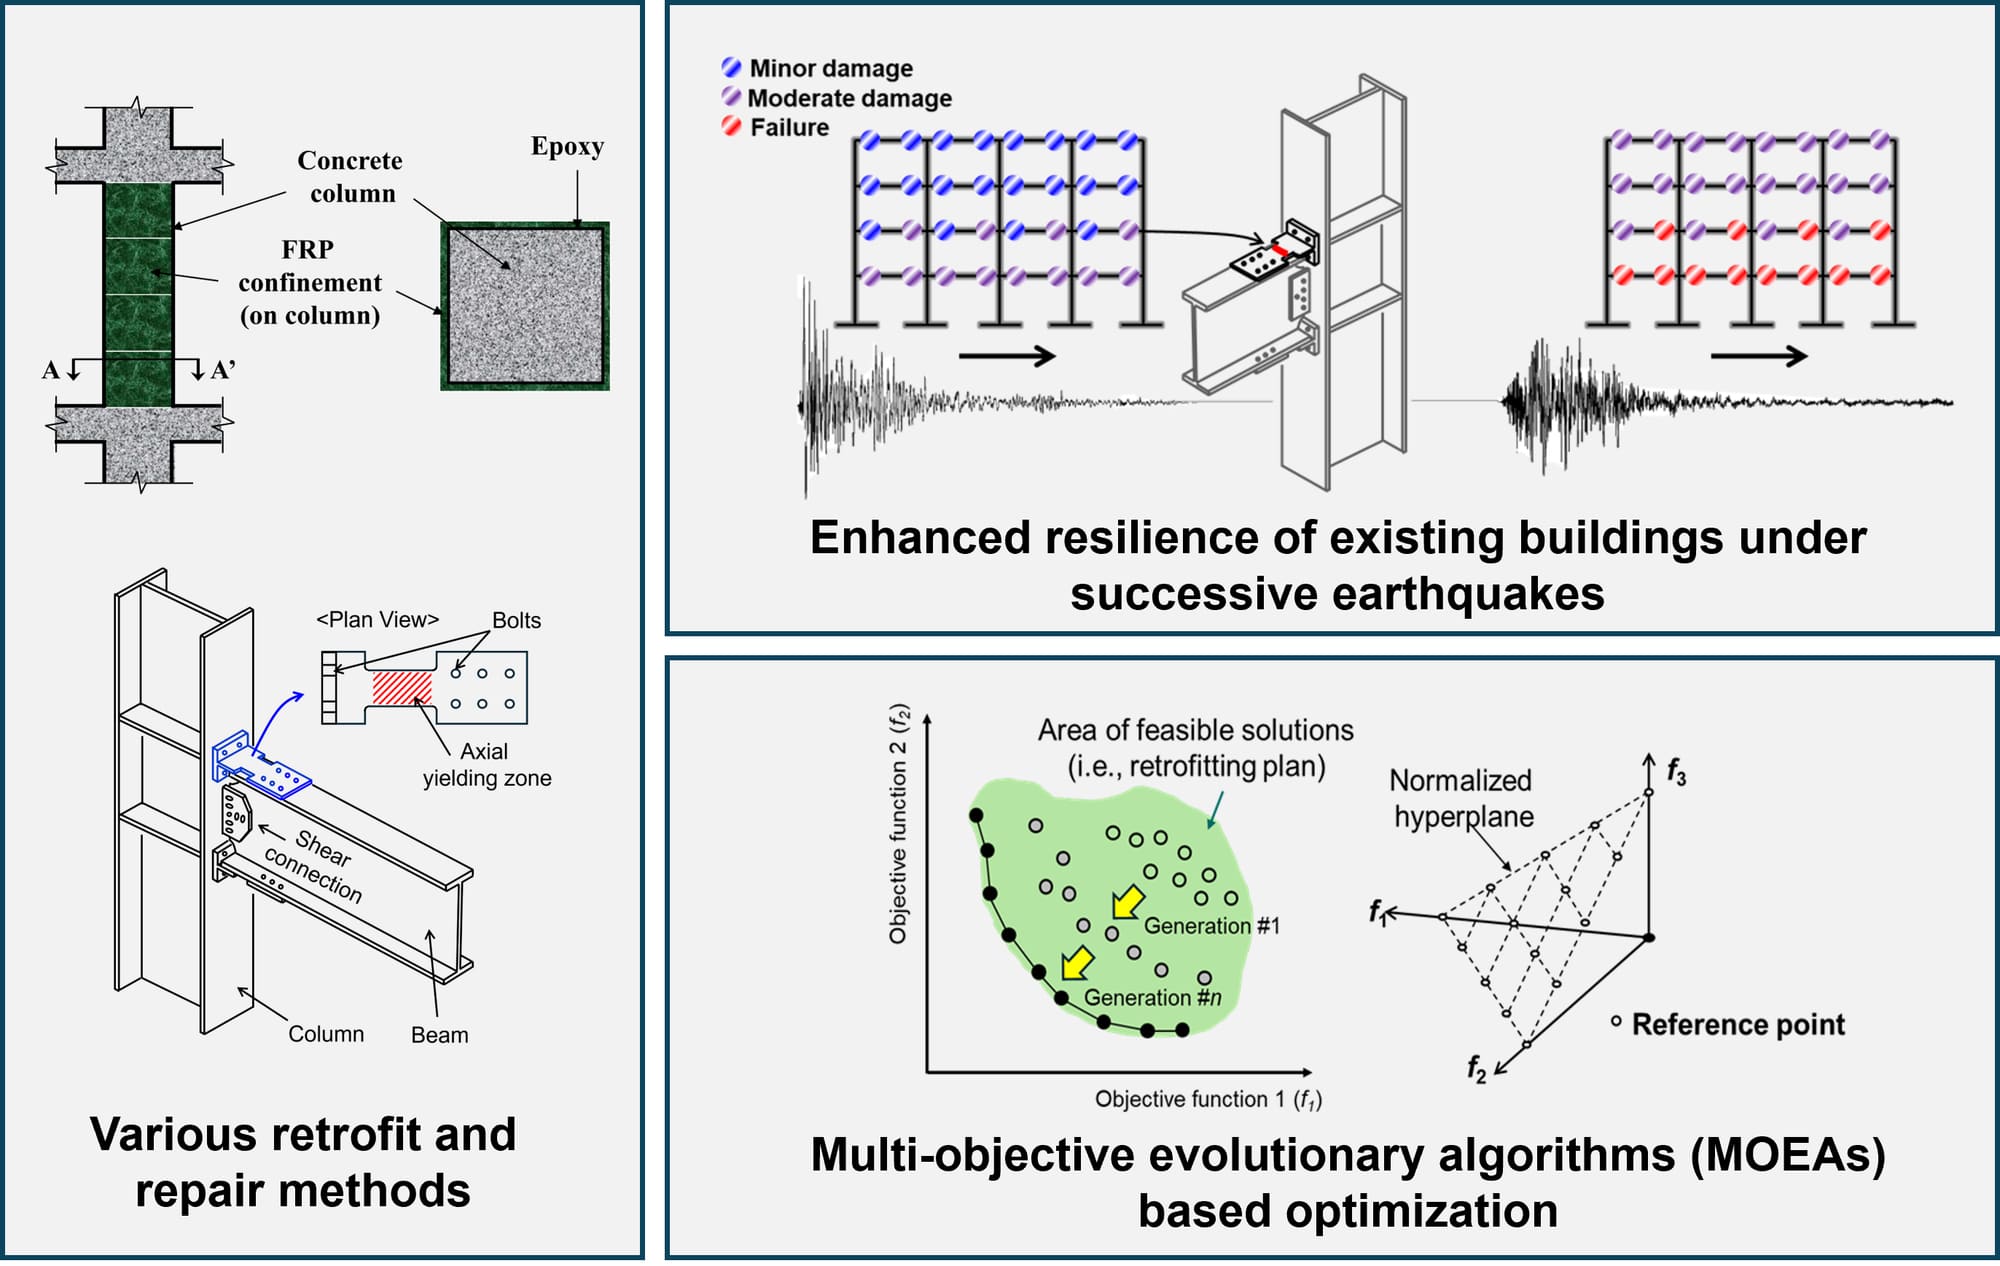 Concrete
column
Epoxy
FRP
confinement
(on column)
A
A’
<Plan View>
Bolts
Axial
yielding zone
Shear
connection
Column
Beam
Various retrofit and
repair methods
Minor damage
Moderate damage
Failure
Enhanced resilience of existing buildings under
successive earthquakes
Objective function 2 (f2)
Area of feasible solutions
(i.e., retrofitting plan)
Generation #1
Generation #n
Objective function 1 (f1)
Normalized
hyperplane
f3
f1
f2
Reference point
Multi-objective evolutionary algorithms (MOEAs)
based optimization